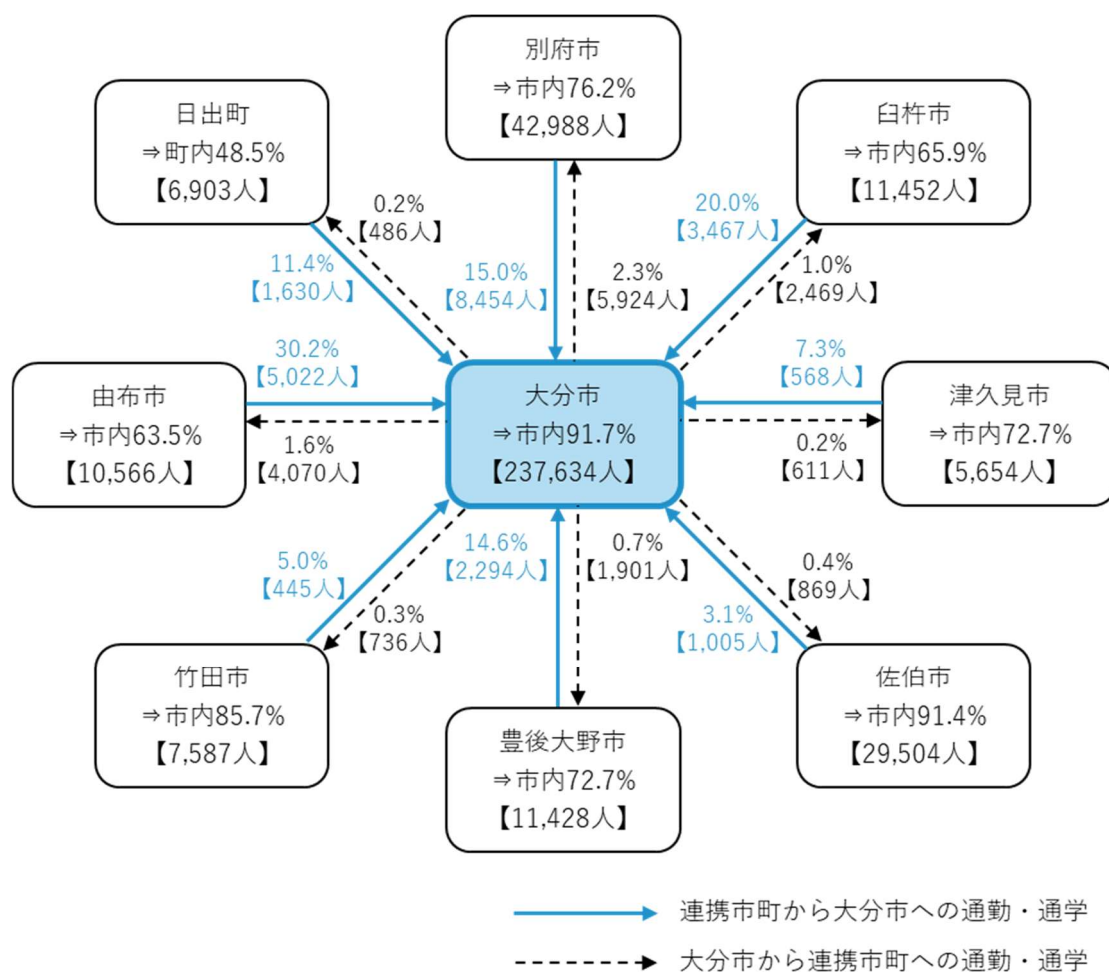 別府市
⇒市内76.2%
【42,988人】
日出町
⇒町内48.5%
【6,903人】
臼杵市
⇒市内65.9%
【11,452人】
0.2%
【486人】
11.4%
【1,630人】
15.0%
【8,454人】
2.3%
【5,924人】
20.0%
【3,467人】
1.0%
【2,469人】
由布市
⇒市内63.5%
【10,566人】
30.2%
【5,022人】
1.6%
【4,070人】
大分市
⇒市内91.7%
【237,634人】
7.3%
【568人】
0.2%
【611人】
津久見市
⇒市内72.7%
【5,654人】
5.0%
【445人】
0.3%
【736人】
14.6%
【2,294人】
0.7%
【1,901人】
0.4%
【869人】
3.1%
【1,005人】
竹田市
⇒市内85.7%
【7,587人】
豊後大野市
⇒市内72.7%
【11,428人】
佐伯市
⇒市内91.4%
【29,504人】
連携市町から大分市への通勤・通学
大分市から連携市町への通勤・通学